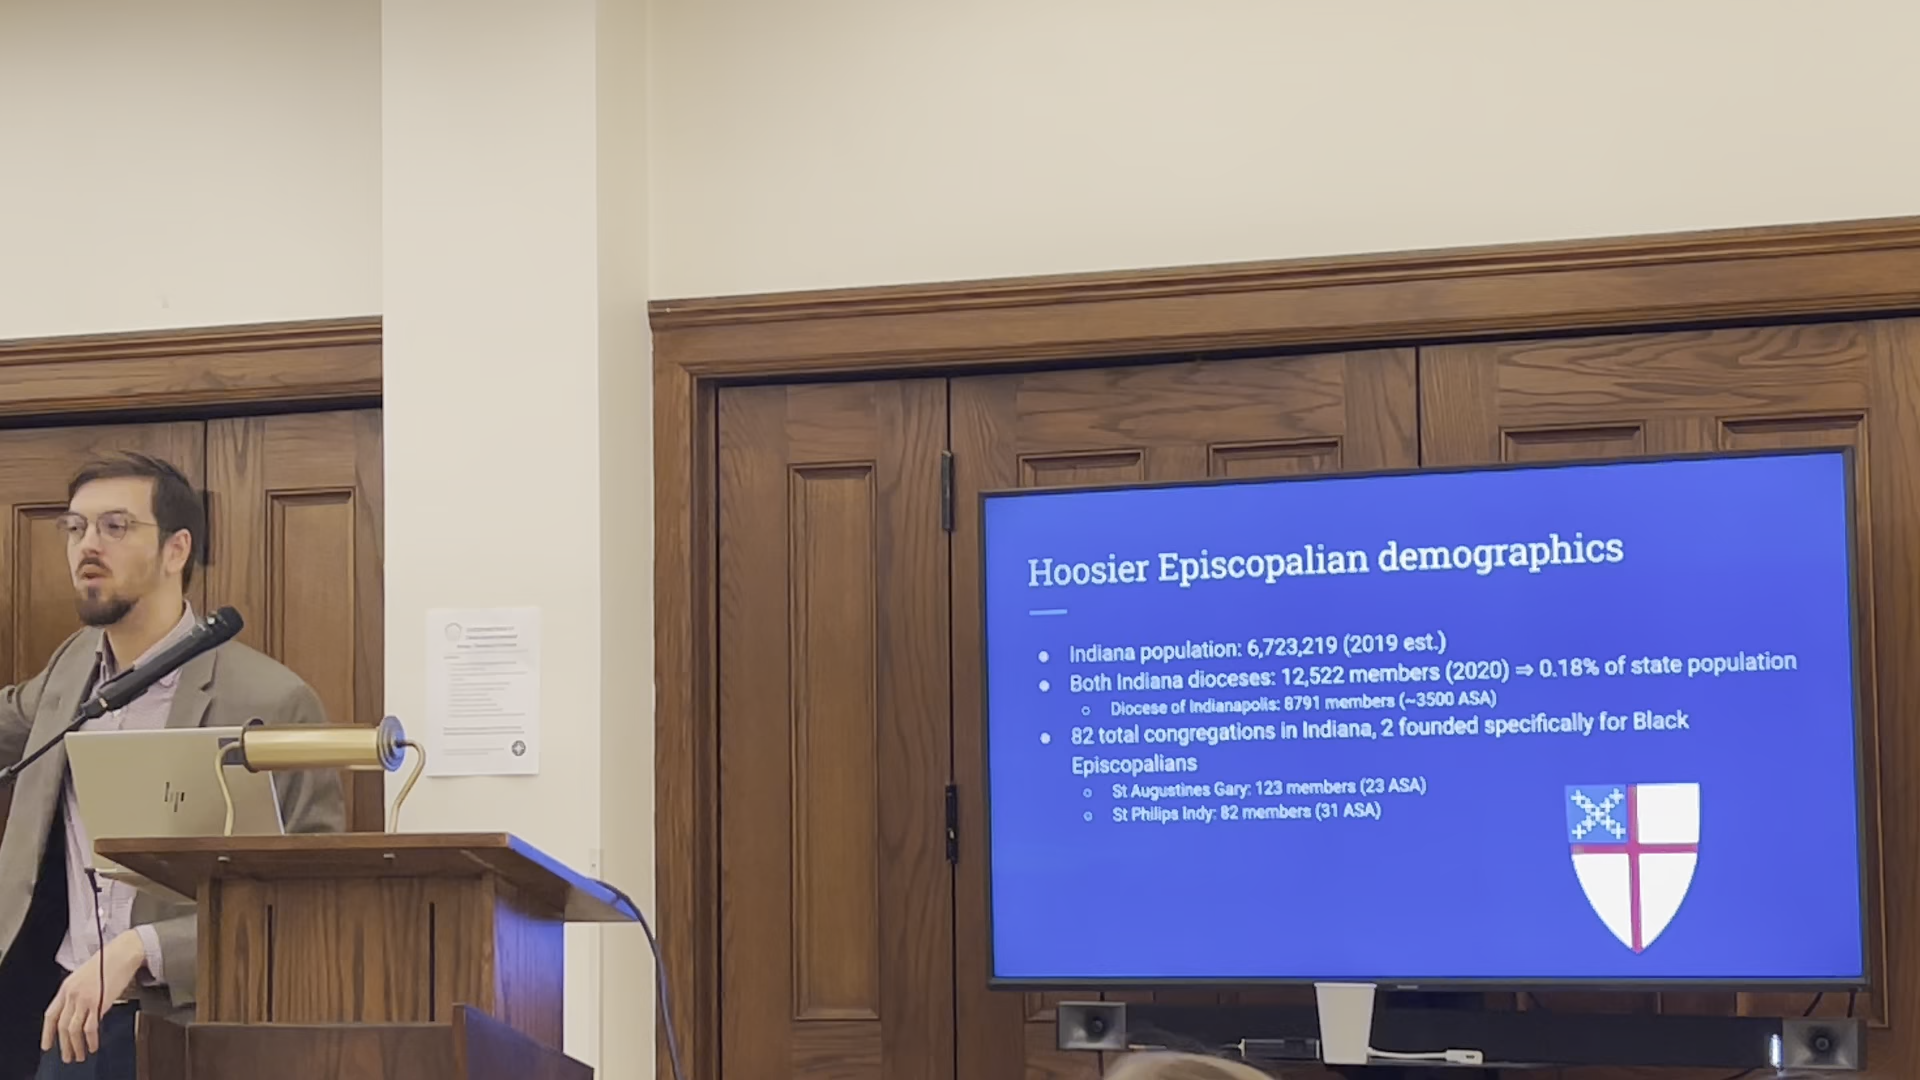 Hoosier Episcopalian demographics
● Indiana population: 6,723,219 (2019 est.)
● Both Indiana dioceses: 12,522 members (2020) ⇒ 0.18% of state population
○ Diocese of Indianapolis: 8791 members (~3500 ASA)
● 82 total congregations in Indiana, 2 founded specifically for Black
Episcopalians
○ St Augustines Gary: 123 members (23 ASA)
○ St Philips Indy: 82 members (31 ASA)
hp